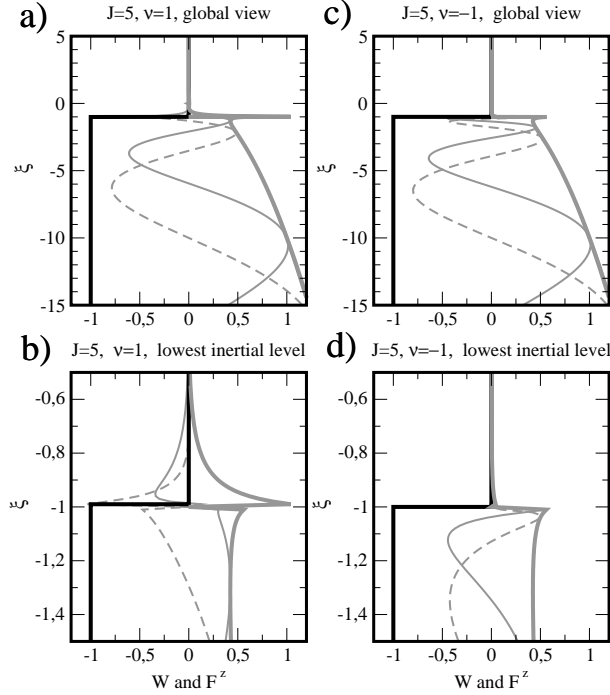 a)
J=5, ν=1, global view
5
0
-5
-10
-15
ξ
-1 -0,5 0 0,5 1
c)
J=5, ν=−1, global view
5
0
-5
-10
-15
ξ
-1 -0,5 0 0,5 1
b)
J=5, ν=1, lowest inertial level
-0,6
-0,8
-1
-1,2
-1,4
ξ
-1 -0,5 0 0,5 1
W and F^z
d)
J=5, ν=−1, lowest inertial level
-0,6
-0,8
-1
-1,2
-1,4
ξ
-1 -0,5 0 0,5 1
W and F^z